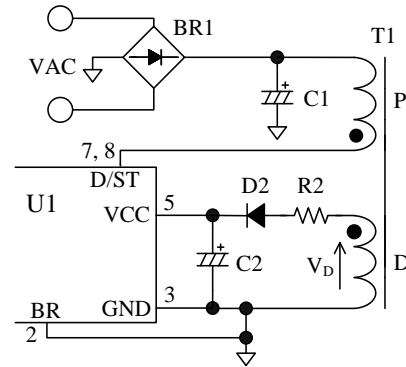 BR1
T1
VAC
C1
P
7, 8
D/ST
U1
VCC
5
D2
R2
C2
V_D
D
BR
GND
3
2